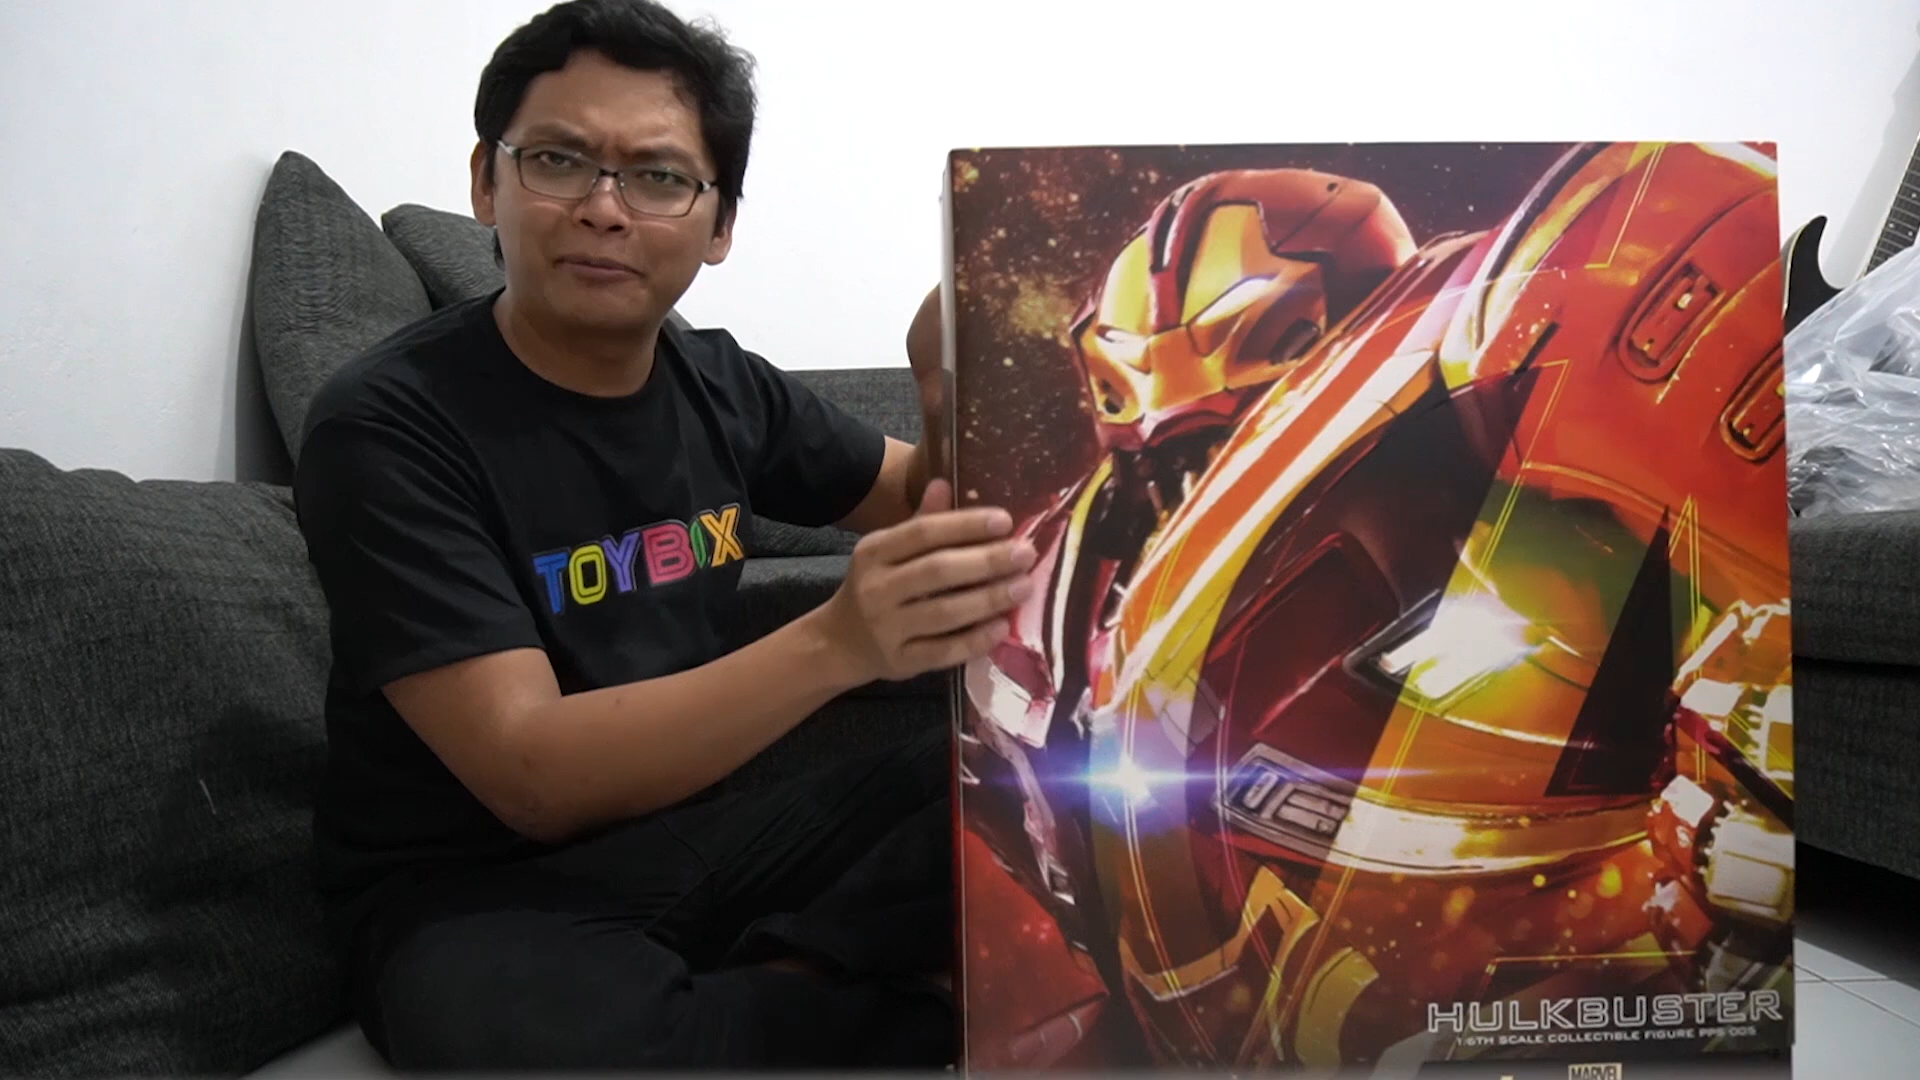 TOYBOX
HULKBUSTER
1/6TH SCALE COLLECTIBLE FIGURE PPS 005
MARVEL